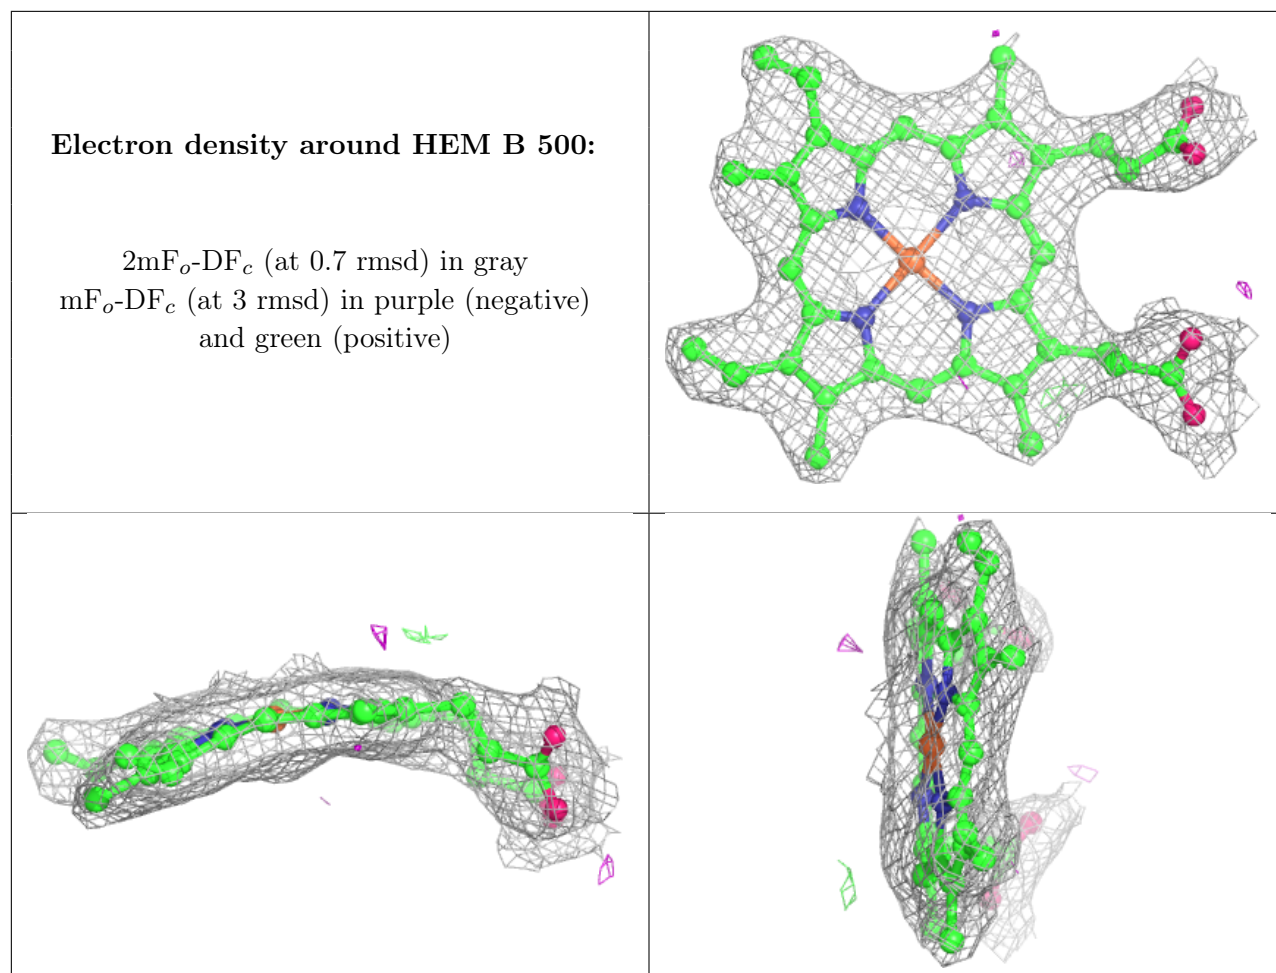 Electron density around HEM B 500:
2mFₒ-DF𝒸 (at 0.7 rmsd) in gray
mFₒ-DF𝒸 (at 3 rmsd) in purple (negative)
and green (positive)